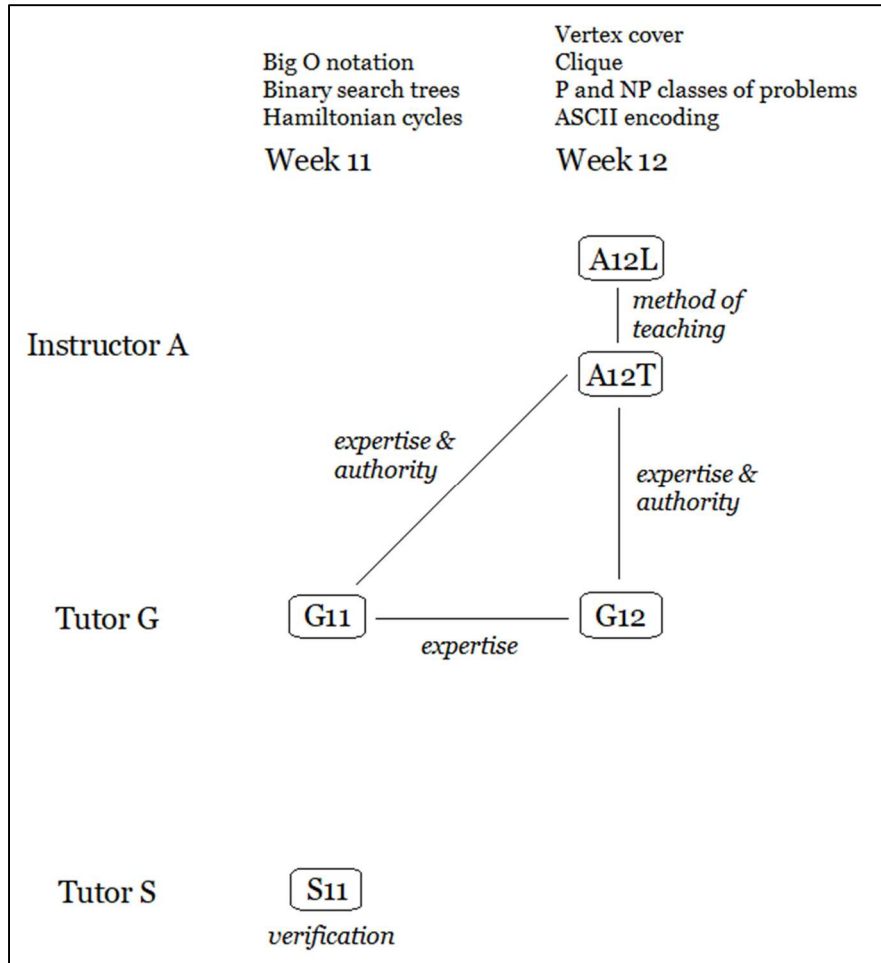 Big O notation
Binary search trees
Hamiltonian cycles
Week 11
Vertex cover
Clique
P and NP classes of problems
ASCII encoding
Week 12
Instructor A
A12L
method of
teaching
A12T
expertise &
authority
expertise &
authority
Tutor G
G11
expertise
G12
Tutor S
S11
verification